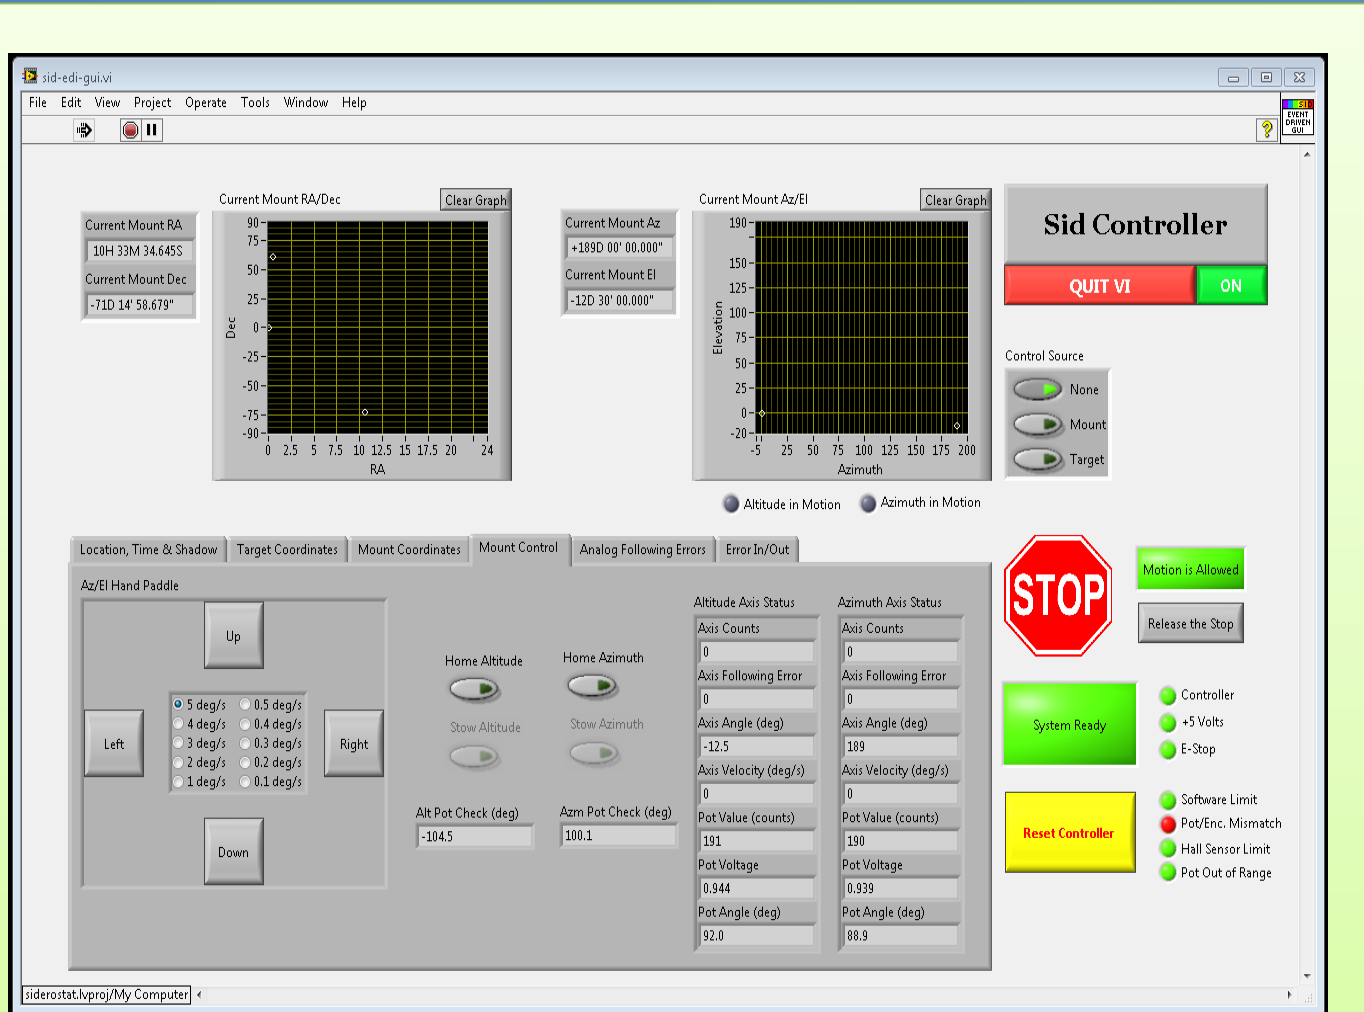 sid-edi-gui.vi
File Edit View Project Operate Tools Window Help
?
SID
EVENT
DRIVEN
GUI
Current Mount RA
10H 33M 34.645S
Current Mount Dec
-71D 14' 58.679"
Current Mount RA/Dec
Clear Graph
90
75
50
25
0
-25
-50
-75
-90
Dec
0 2.5 5 7.5 10 12.5 15 17.5 20 24
RA
Current Mount Az
+189D 00' 00.000"
Current Mount El
-12D 30' 00.000"
Current Mount Az/El
Clear Graph
190
150
125
100
75
50
25
0
-20
Elevation
-5 25 50 75 100 125 150 175 200
Azimuth
Altitude in Motion Azimuth in Motion
Sid Controller
QUIT VI ON
Control Source
None
Mount
Target
Location, Time & Shadow Target Coordinates Mount Coordinates Mount Control Analog Following Errors Error In/Out
Az/El Hand Paddle
Up
Left
5 deg/s 0.5 deg/s
4 deg/s 0.4 deg/s
3 deg/s 0.3 deg/s
2 deg/s 0.2 deg/s
1 deg/s 0.1 deg/s
Right
Down
Home Altitude Home Azimuth
Stow Altitude Stow Azimuth
Alt Pot Check (deg) Azm Pot Check (deg)
-104.5 100.1
Altitude Axis Status
Axis Counts
0
Axis Following Error
0
Axis Angle (deg)
-12.5
Axis Velocity (deg/s)
0
Pot Value (counts)
191
Pot Voltage
0.944
Pot Angle (deg)
92.0
Azimuth Axis Status
Axis Counts
0
Axis Following Error
0
Axis Angle (deg)
189
Axis Velocity (deg/s)
0
Pot Value (counts)
190
Pot Voltage
0.939
Pot Angle (deg)
88.9
STOP
Motion is Allowed
Release the Stop
System Ready
Controller
+5 Volts
E-Stop
Reset Controller
Software Limit
Pot/Enc. Mismatch
Hall Sensor Limit
Pot Out of Range
siderostat.lvproj/My Computer